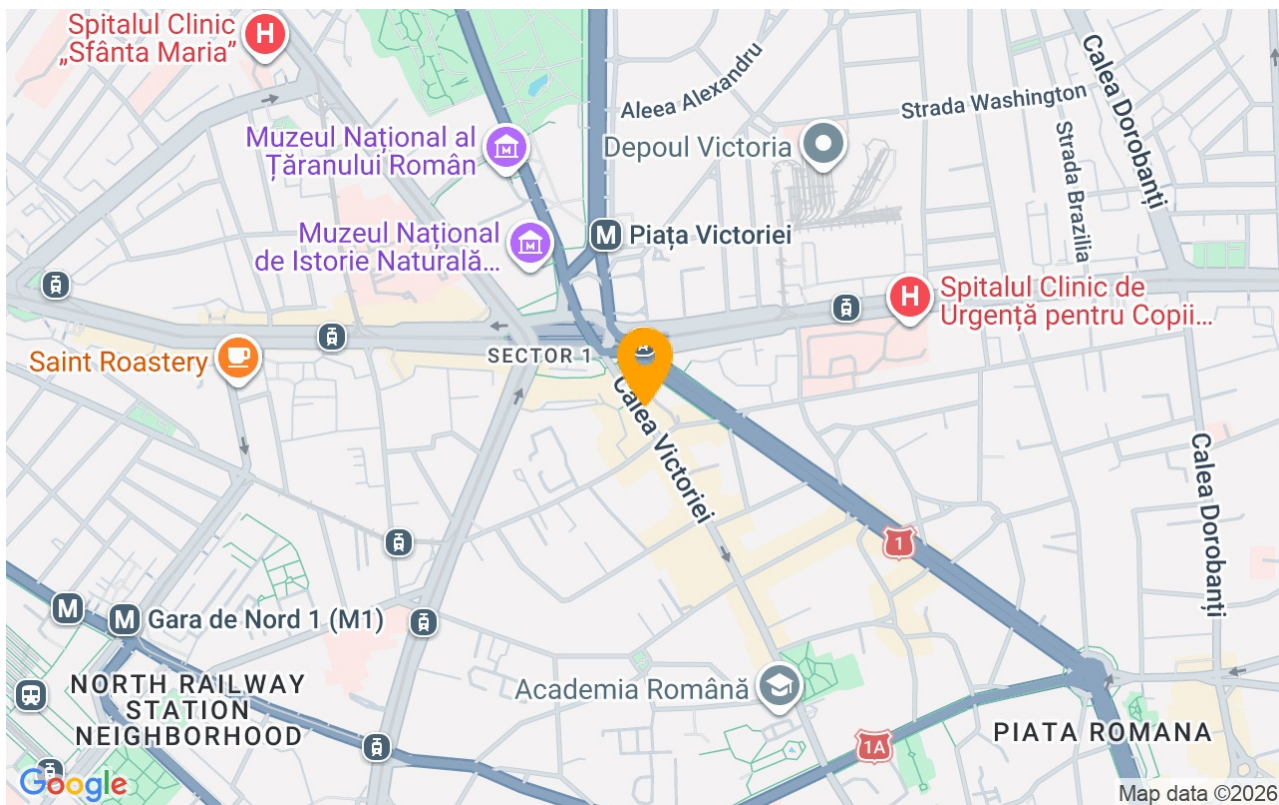 Spitalul Clinic
„Sfânta Maria”
H
Calea Dorobanți
Aleea Alexandru
Strada Washington
Strada Brazilia
Muzeul Național al
Țăranului Român
Depoul Victoria
Muzeul Național
de Istorie Naturală…
M
Piața Victoriei
H
Spitalul Clinic de
Urgență pentru Copii…
Saint Roastery
SECTOR 1
Calea Victoriei
Calea Dorobanți
1
M
M
Gara de Nord 1 (M1)
NORTH RAILWAY
STATION
NEIGHBORHOOD
Academia Română
1A
PIATA ROMANA
Google
Map data ©2026